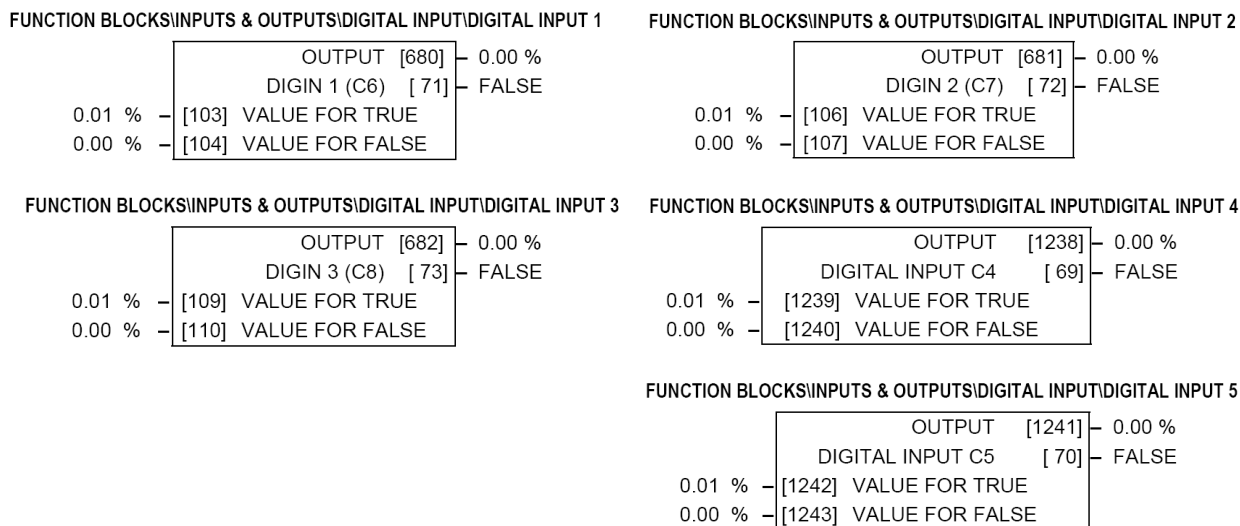 FUNCTION BLOCKS\INPUTS & OUTPUTS\DIGITAL INPUT\DIGITAL INPUT 1
OUTPUT [680] – 0.00 %
DIGIN 1 (C6) [ 71] – FALSE
0.01 % – [103] VALUE FOR TRUE
0.00 % – [104] VALUE FOR FALSE
FUNCTION BLOCKS\INPUTS & OUTPUTS\DIGITAL INPUT\DIGITAL INPUT 2
OUTPUT [681] – 0.00 %
DIGIN 2 (C7) [ 72] – FALSE
0.01 % – [106] VALUE FOR TRUE
0.00 % – [107] VALUE FOR FALSE
FUNCTION BLOCKS\INPUTS & OUTPUTS\DIGITAL INPUT\DIGITAL INPUT 3
OUTPUT [682] – 0.00 %
DIGIN 3 (C8) [ 73] – FALSE
0.01 % – [109] VALUE FOR TRUE
0.00 % – [110] VALUE FOR FALSE
FUNCTION BLOCKS\INPUTS & OUTPUTS\DIGITAL INPUT\DIGITAL INPUT 4
OUTPUT [1238] – 0.00 %
DIGITAL INPUT C4 [ 69] – FALSE
0.01 % – [1239] VALUE FOR TRUE
0.00 % – [1240] VALUE FOR FALSE
FUNCTION BLOCKS\INPUTS & OUTPUTS\DIGITAL INPUT\DIGITAL INPUT 5
OUTPUT [1241] – 0.00 %
DIGITAL INPUT C5 [ 70] – FALSE
0.01 % – [1242] VALUE FOR TRUE
0.00 % – [1243] VALUE FOR FALSE